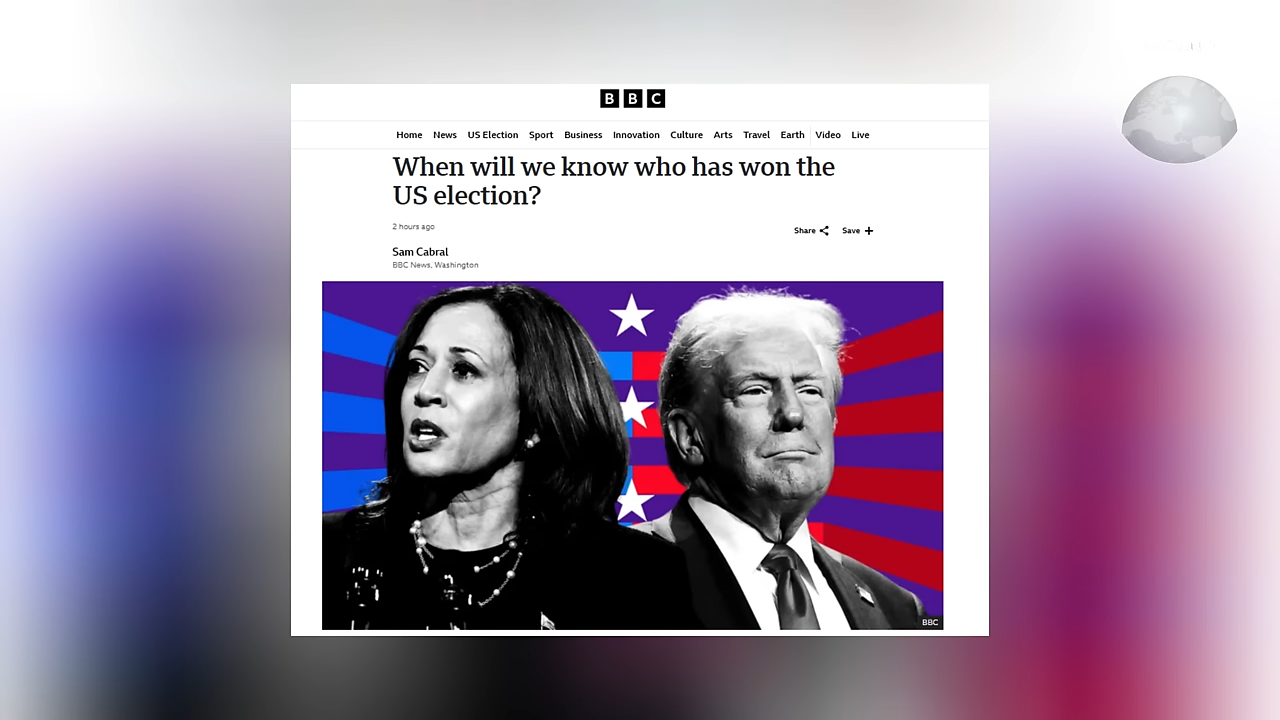 BBC
Home News US Election Sport Business Innovation Culture Arts Travel Earth Video Live
When will we know who has won the
US election?
2 hours ago
Share Save
Sam Cabral
BBC News, Washington
BBC